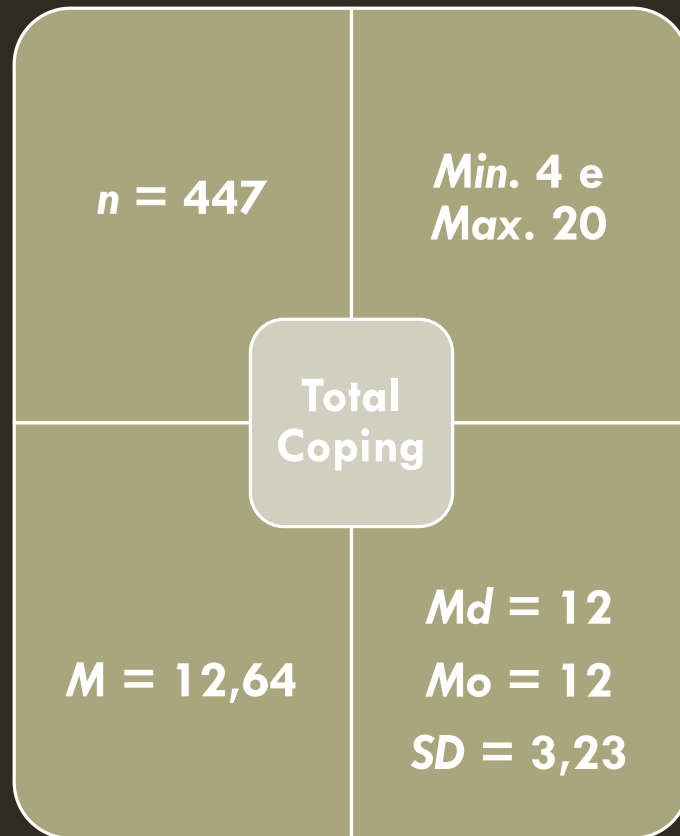 n = 447
Min. 4 e
Max. 20
Total
Coping
M = 12,64
Md = 12
Mo = 12
SD = 3,23